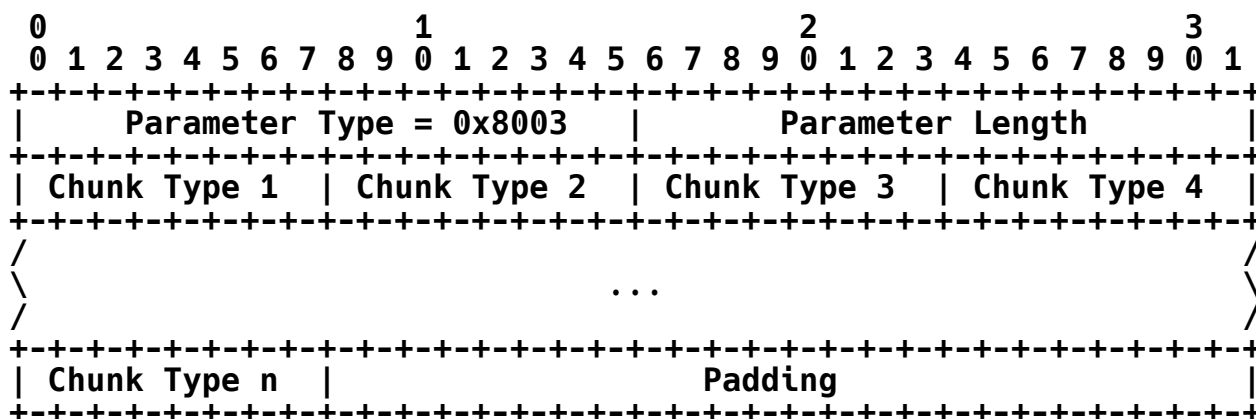 0                   1                   2                   3
 0 1 2 3 4 5 6 7 8 9 0 1 2 3 4 5 6 7 8 9 0 1 2 3 4 5 6 7 8 9 0 1
+-+-+-+-+-+-+-+-+-+-+-+-+-+-+-+-+-+-+-+-+-+-+-+-+-+-+-+-+-+-+-+-+
|     Parameter Type = 0x8003   |       Parameter Length        |
+-+-+-+-+-+-+-+-+-+-+-+-+-+-+-+-+-+-+-+-+-+-+-+-+-+-+-+-+-+-+-+-+
| Chunk Type 1  | Chunk Type 2  | Chunk Type 3  | Chunk Type 4  |
+-+-+-+-+-+-+-+-+-+-+-+-+-+-+-+-+-+-+-+-+-+-+-+-+-+-+-+-+-+-+-+-+
/                                                               /
\                              ...                              \
/                                                               /
+-+-+-+-+-+-+-+-+-+-+-+-+-+-+-+-+-+-+-+-+-+-+-+-+-+-+-+-+-+-+-+-+
| Chunk Type n  |                   Padding                     |
+-+-+-+-+-+-+-+-+-+-+-+-+-+-+-+-+-+-+-+-+-+-+-+-+-+-+-+-+-+-+-+-+